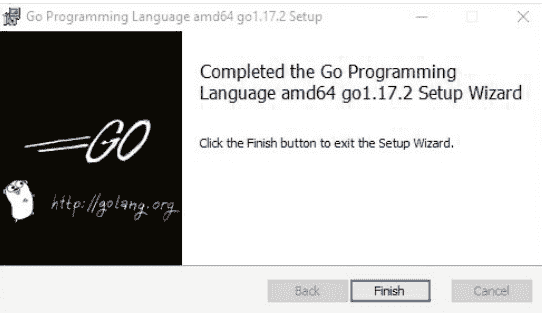 Go Programming Language amd64 go1.17.2 Setup
Completed the Go Programming
Language amd64 go1.17.2 Setup Wizard
Click the Finish button to exit the Setup Wizard.
GO
http://golang.org
Back
Finish
Cancel